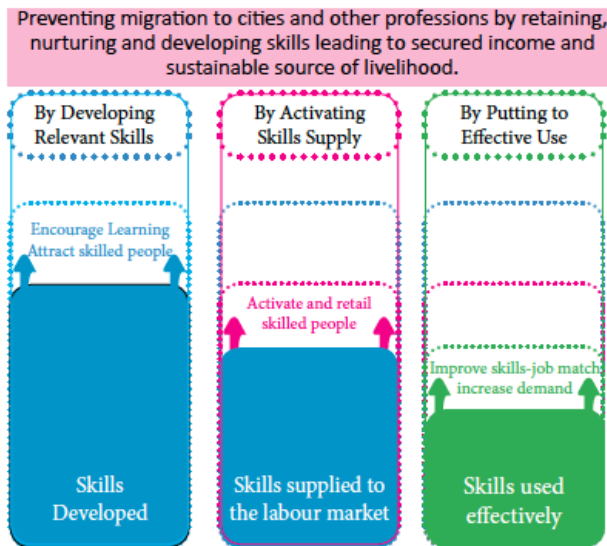 Preventing migration to cities and other professions by retaining,
nurturing and developing skills leading to secured income and
sustainable source of livelihood.
By Developing
Relevant Skills
By Activating
Skills Supply
By Putting to
Effective Use
Encourage Learning
Attract skilled people
Activate and retail
skilled people
Improve skills-job match
increase demand
Skills
Developed
Skills supplied to
the labour market
Skills used
effectively